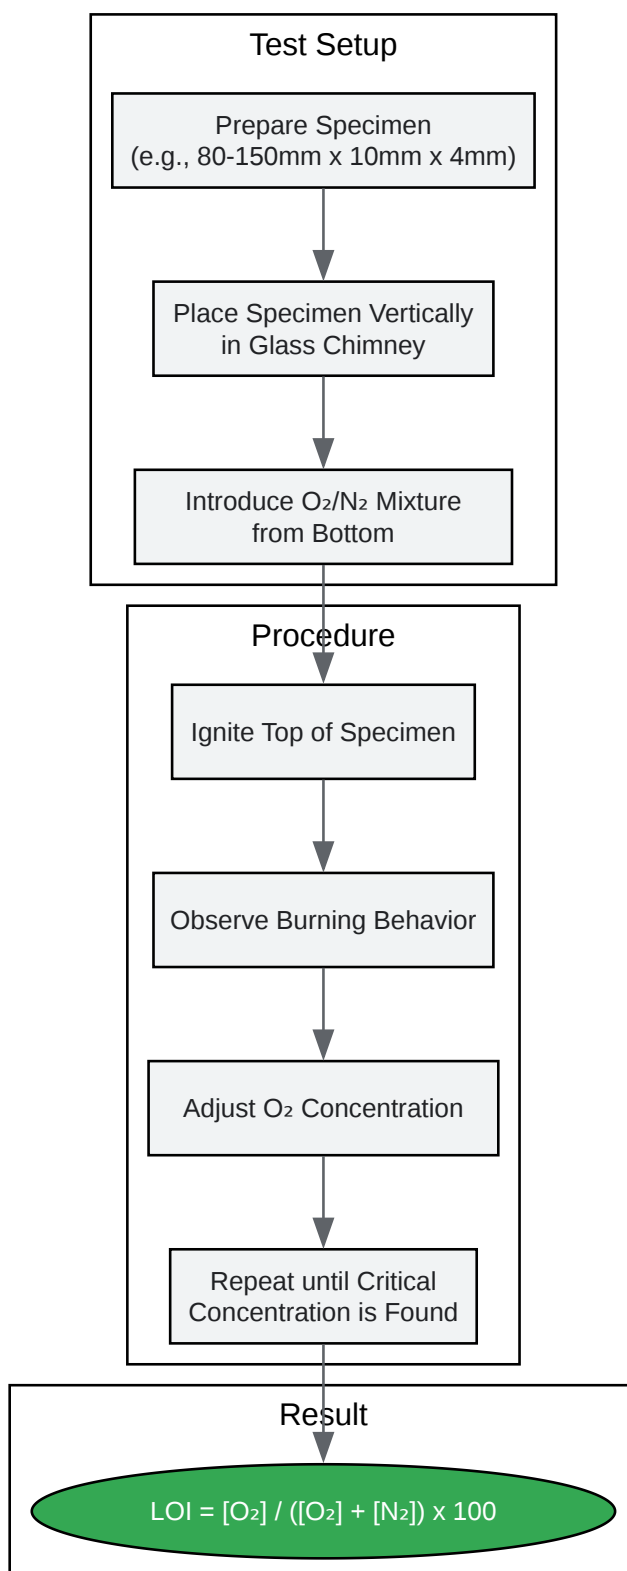 Test Setup
Prepare Specimen
(e.g., 80-150mm x 10mm x 4mm)
Place Specimen Vertically
in Glass Chimney
Introduce O₂/N₂ Mixture
from Bottom
Procedure
Ignite Top of Specimen
Observe Burning Behavior
Adjust O₂ Concentration
Repeat until Critical
Concentration is Found
Result
LOI = [O₂] / ([O₂] + [N₂]) x 100